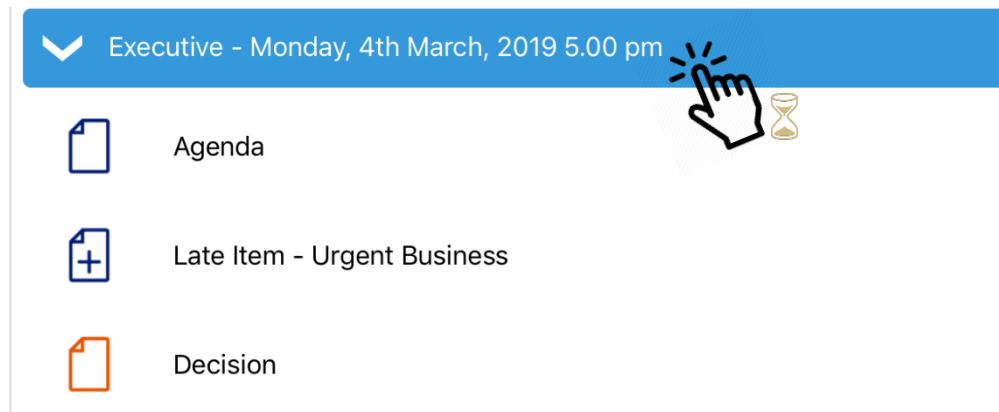 Executive - Monday, 4th March, 2019 5.00 pm
Agenda
Late Item - Urgent Business
Decision